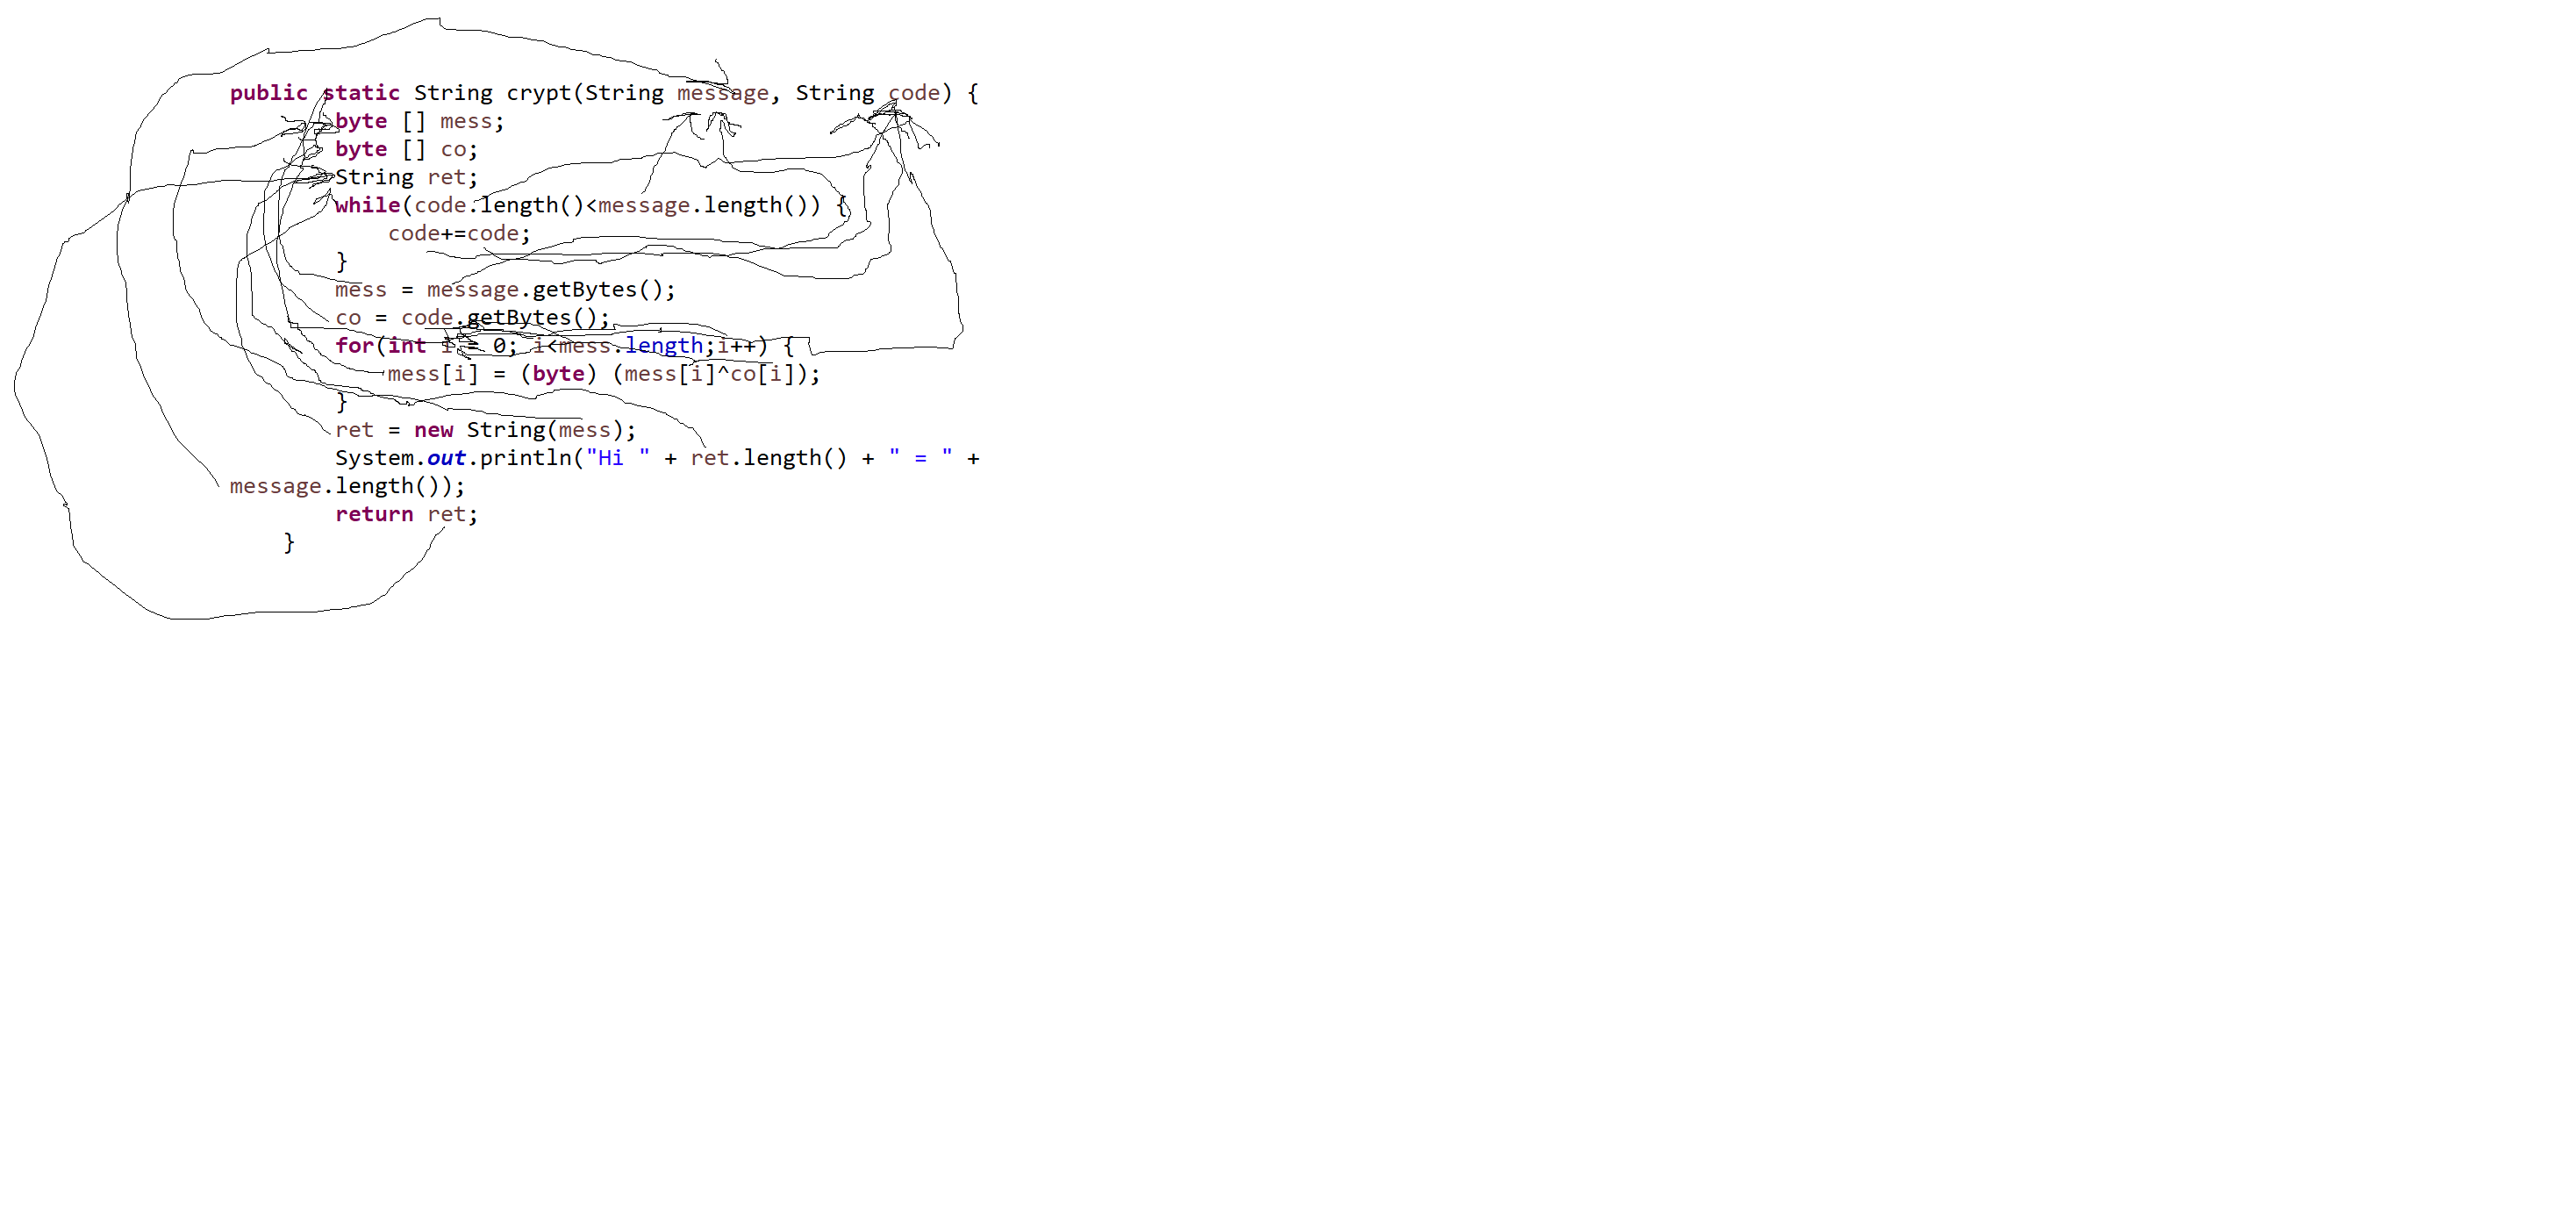 public static String crypt(String message, String code) {
byte [] mess;
byte [] co;
String ret;
while(code.length()<message.length()) {
code+=code;
}
mess = message.getBytes();
co = code.getBytes();
for(int i = 0; i<mess.length;i++) {
mess[i] = (byte) (mess[i]^co[i]);
}
ret = new String(mess);
System.out.println("Hi " + ret.length() + " = " +
message.length());
return ret;
}